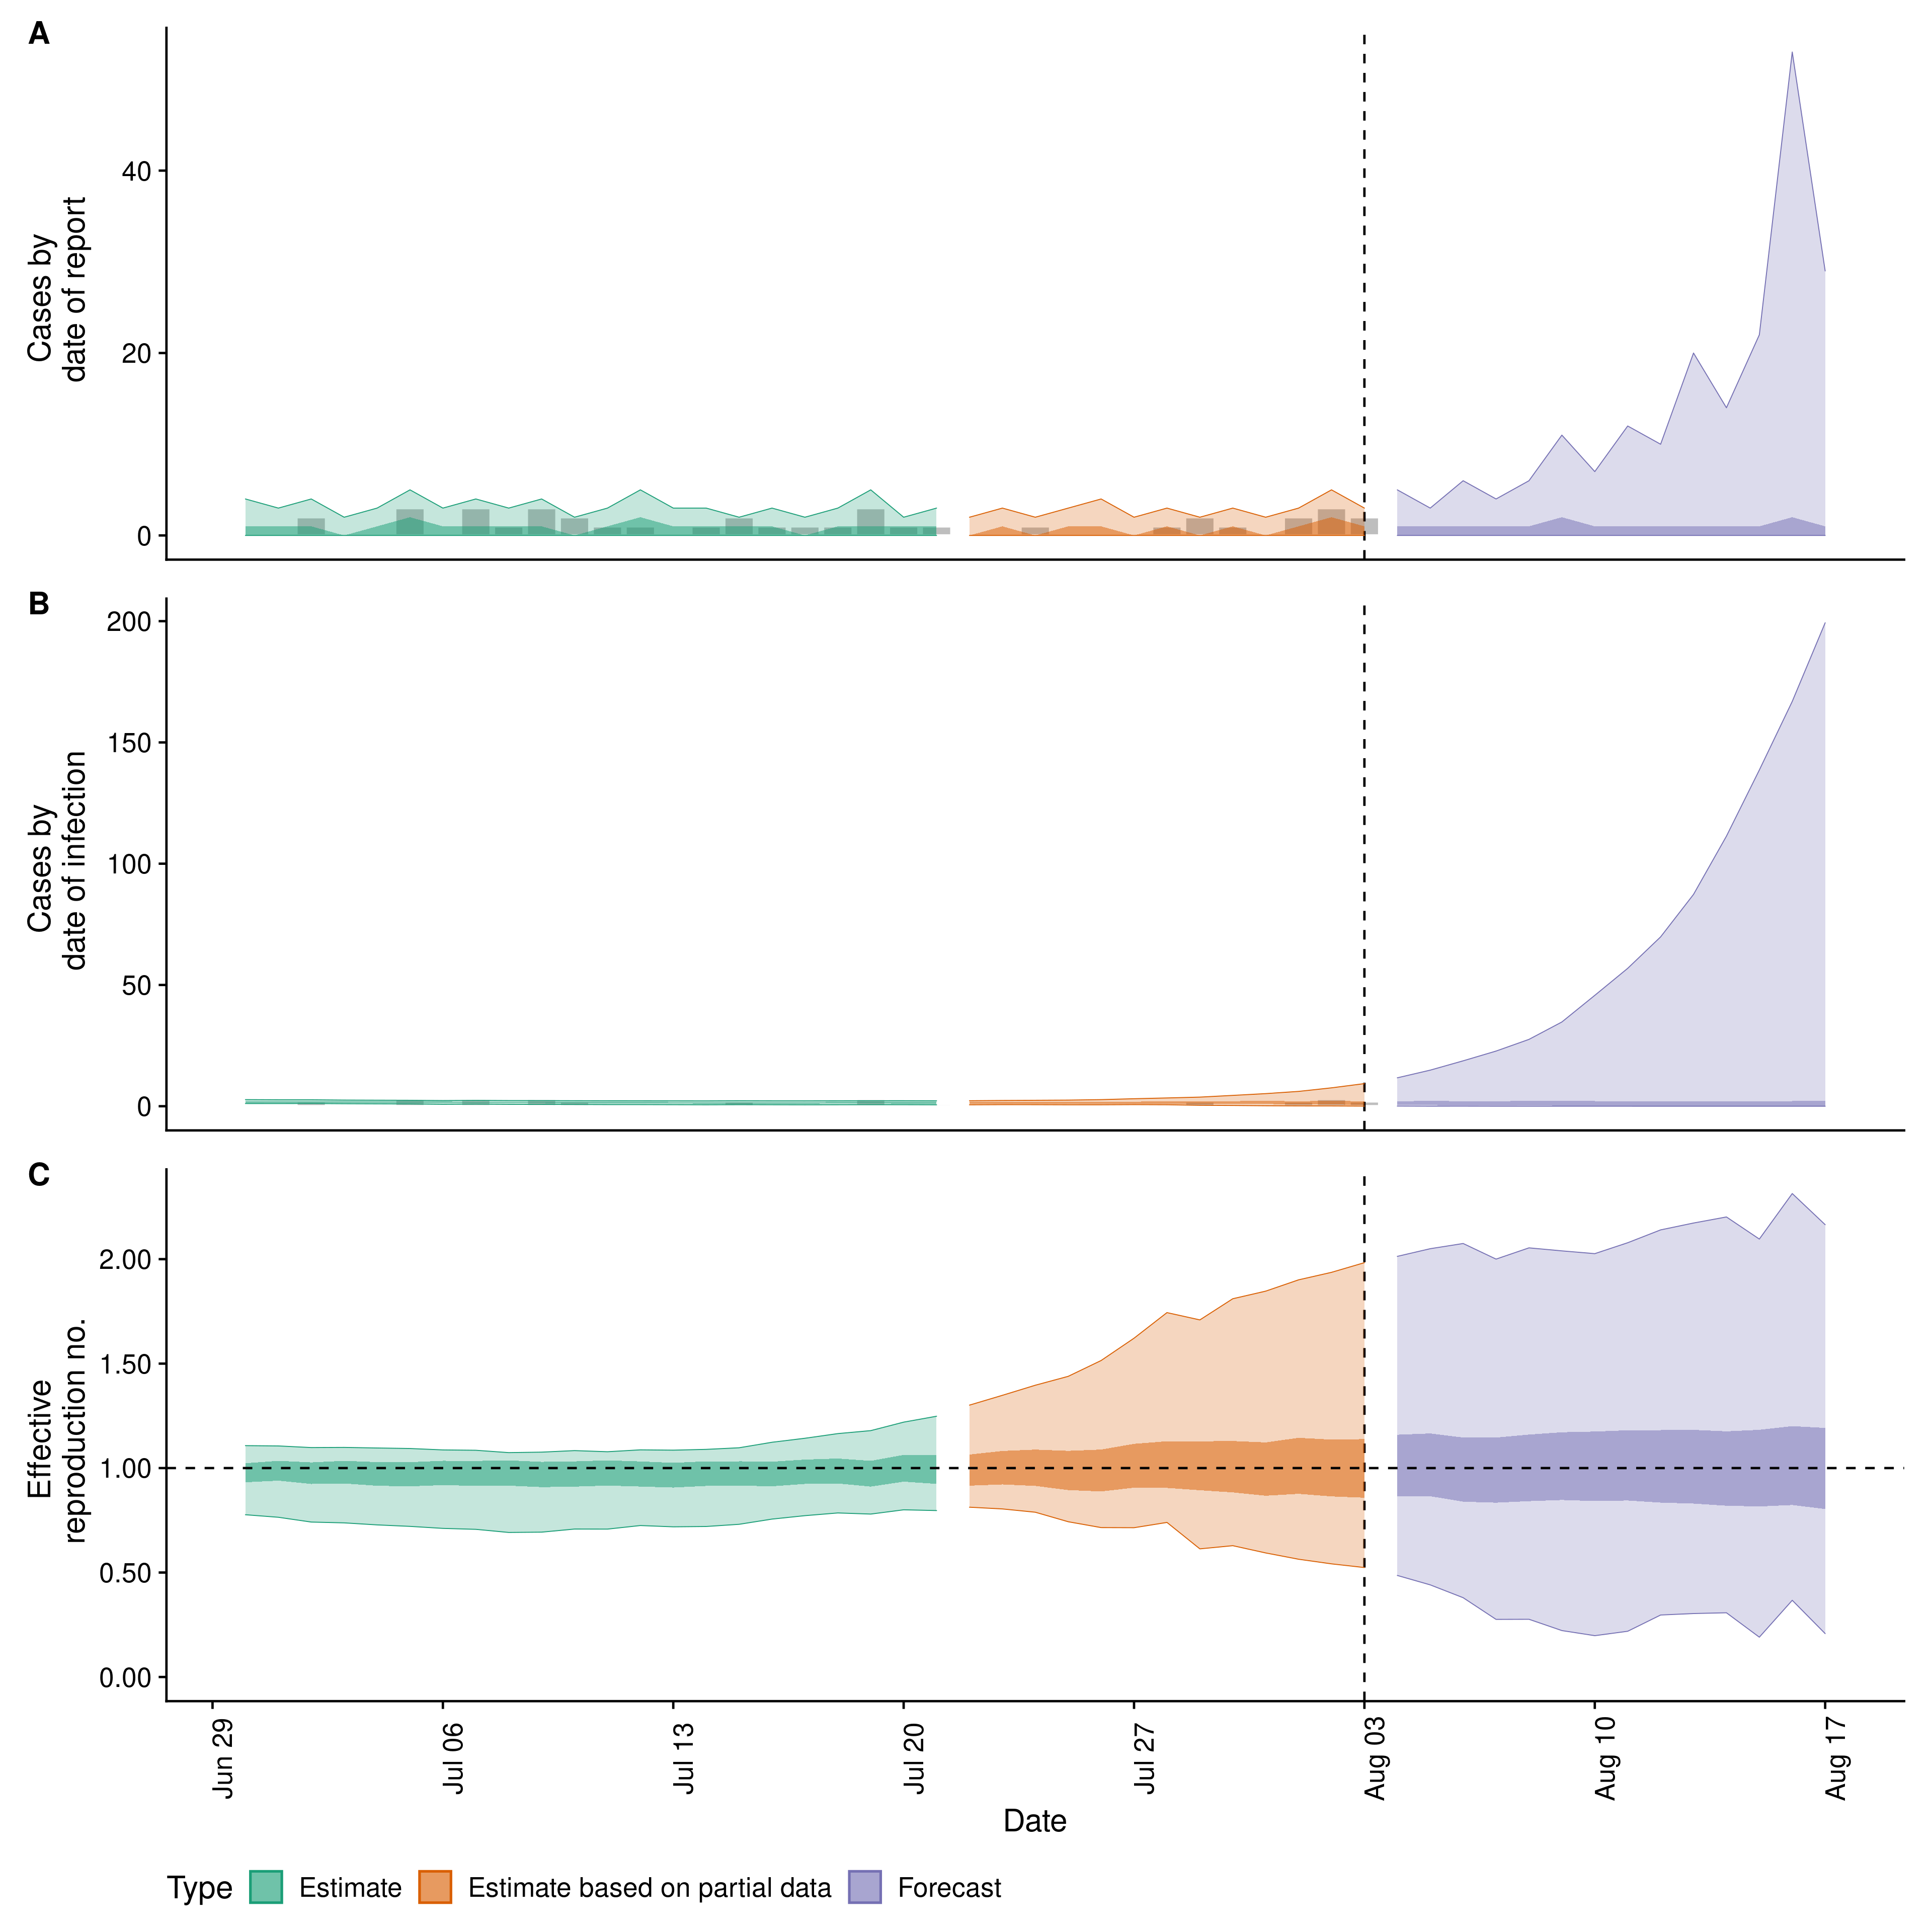 A
Cases by
date of report
40
20
0
B
Cases by
date of infection
200
150
100
50
0
C
Effective
reproduction no.
2.00
1.50
1.00
0.50
0.00
Jun 29
Jul 06
Jul 13
Jul 20
Jul 27
Aug 03
Aug 10
Aug 17
Date
Type Estimate Estimate based on partial data Forecast